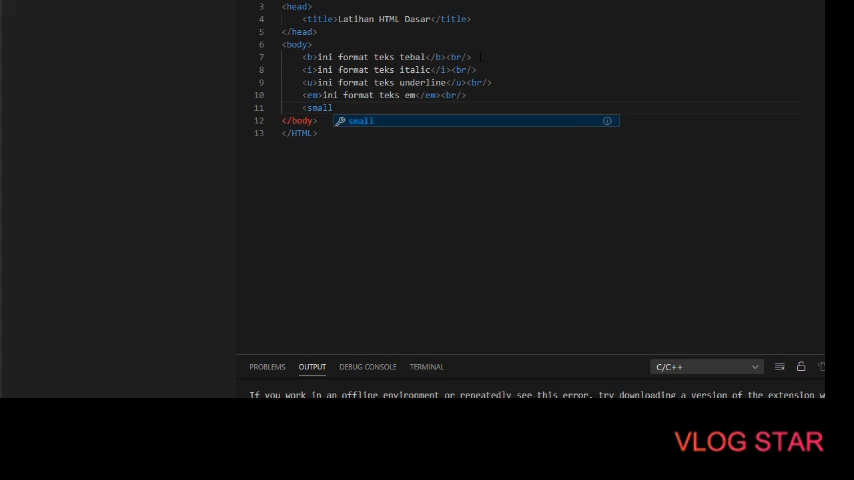 3 <head>
4 <title>Latihan HTML Dasar</title>
5 </head>
6 <body>
7 <b>ini format teks tebal</b><br/>
8 <i>ini format teks italic</i><br/>
9 <u>ini format teks underline</u><br/>
10 <em>ini format teks em</em><br/>
11 <small
small
12 </body>
13 </HTML>
PROBLEMS OUTPUT DEBUG CONSOLE TERMINAL C/C++
If you work in an offline environment or repeatedly see this error, try downloading a version of the extension w
VLOG STAR